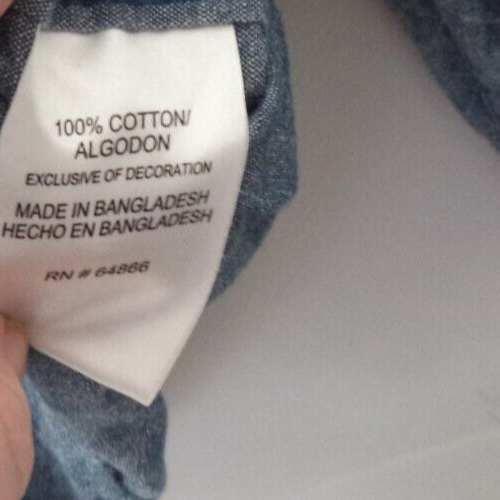 100% COTTON/
ALGODON
EXCLUSIVE OF DECORATION
MADE IN BANGLADESH
HECHO EN BANGLADESH
RN # 64866